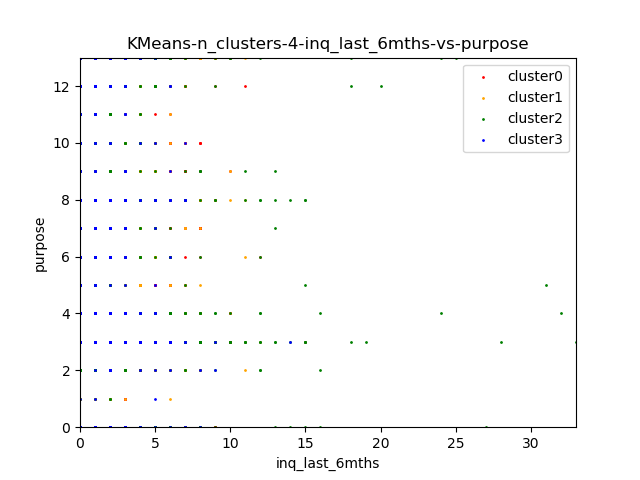 KMeans-n_clusters-4-inq_last_6mths-vs-purpose
cluster0
cluster1
cluster2
cluster3
12
10
8
6
4
2
0
purpose
0 5 10 15 20 25 30
inq_last_6mths